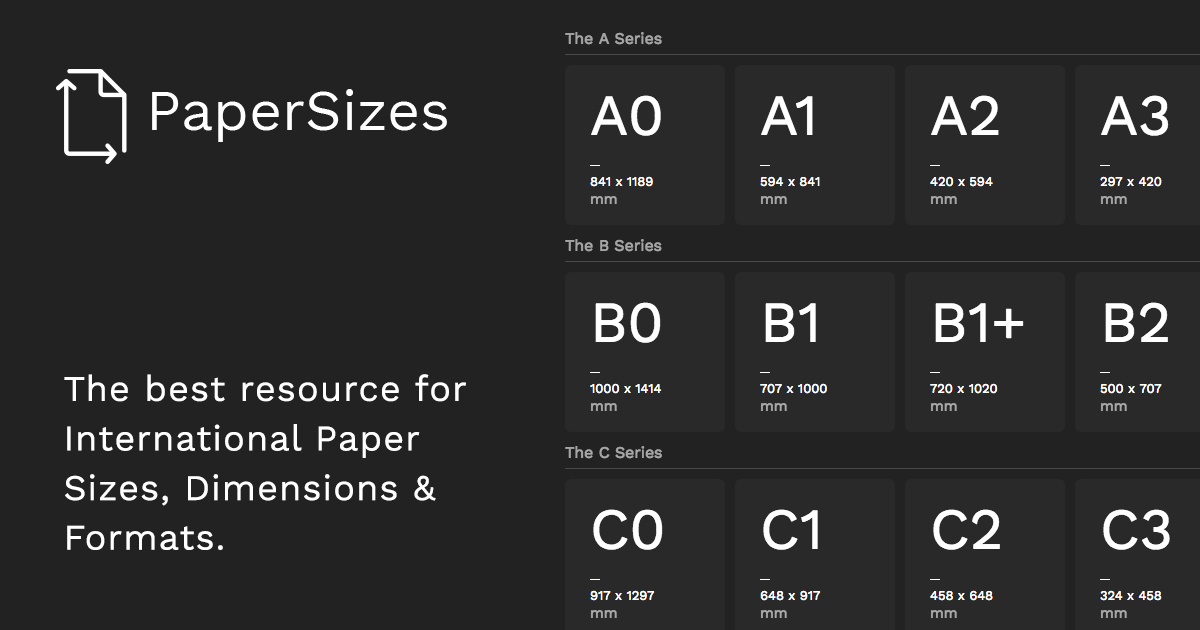 PaperSizes
The best resource for
International Paper
Sizes, Dimensions &
Formats.
The A Series
A0 A1 A2 A3
— — — —
841 x 1189 594 x 841 420 x 594 297 x 420
mm mm mm mm
The B Series
B0 B1 B1+ B2
— — — —
1000 x 1414 707 x 1000 720 x 1020 500 x 707
mm mm mm mm
The C Series
C0 C1 C2 C3
— — — —
917 x 1297 648 x 917 458 x 648 324 x 458
mm mm mm mm